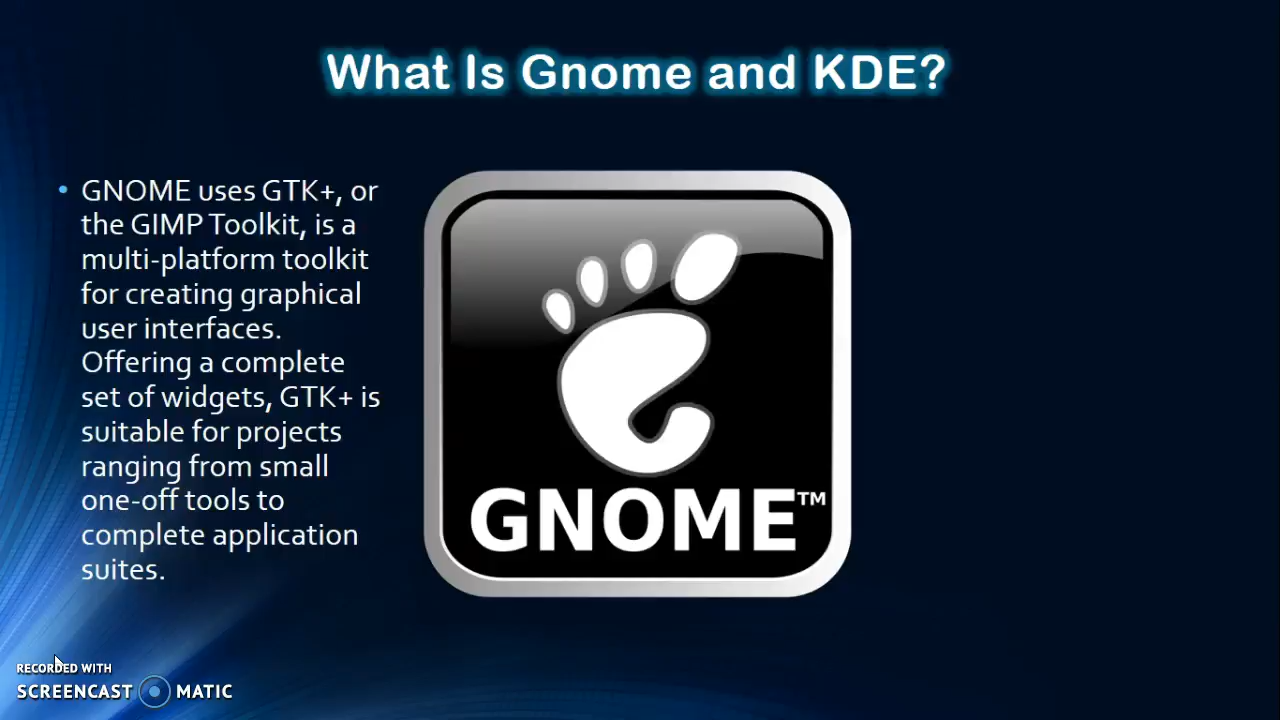 What Is Gnome and KDE?
• GNOME uses GTK+, or
the GIMP Toolkit, is a
multi-platform toolkit
for creating graphical
user interfaces.
Offering a complete
set of widgets, GTK+ is
suitable for projects
ranging from small
one-off tools to
complete application
suites.
GNOME™
RECORDED WITH
SCREENCAST MATIC